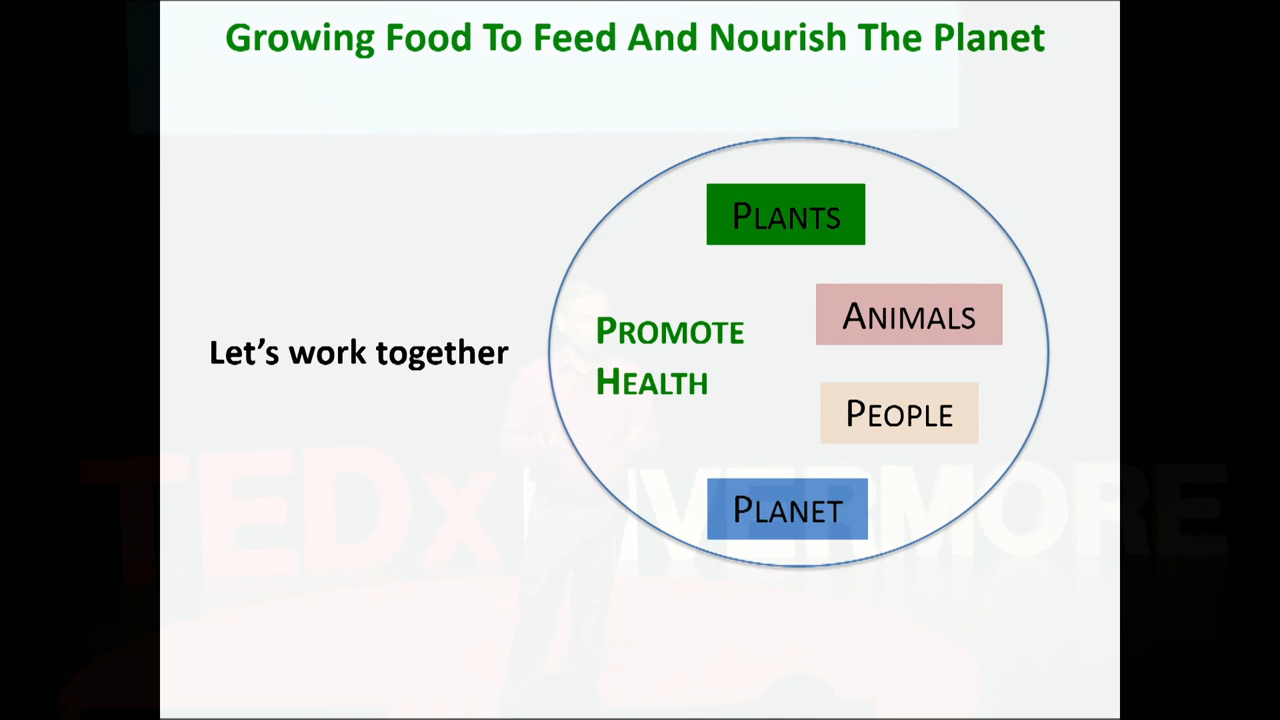 Growing Food To Feed And Nourish The Planet
PLANTS
ANIMALS
Let's work together
PROMOTE
HEALTH
PEOPLE
PLANET
TEDx LIVERMORE